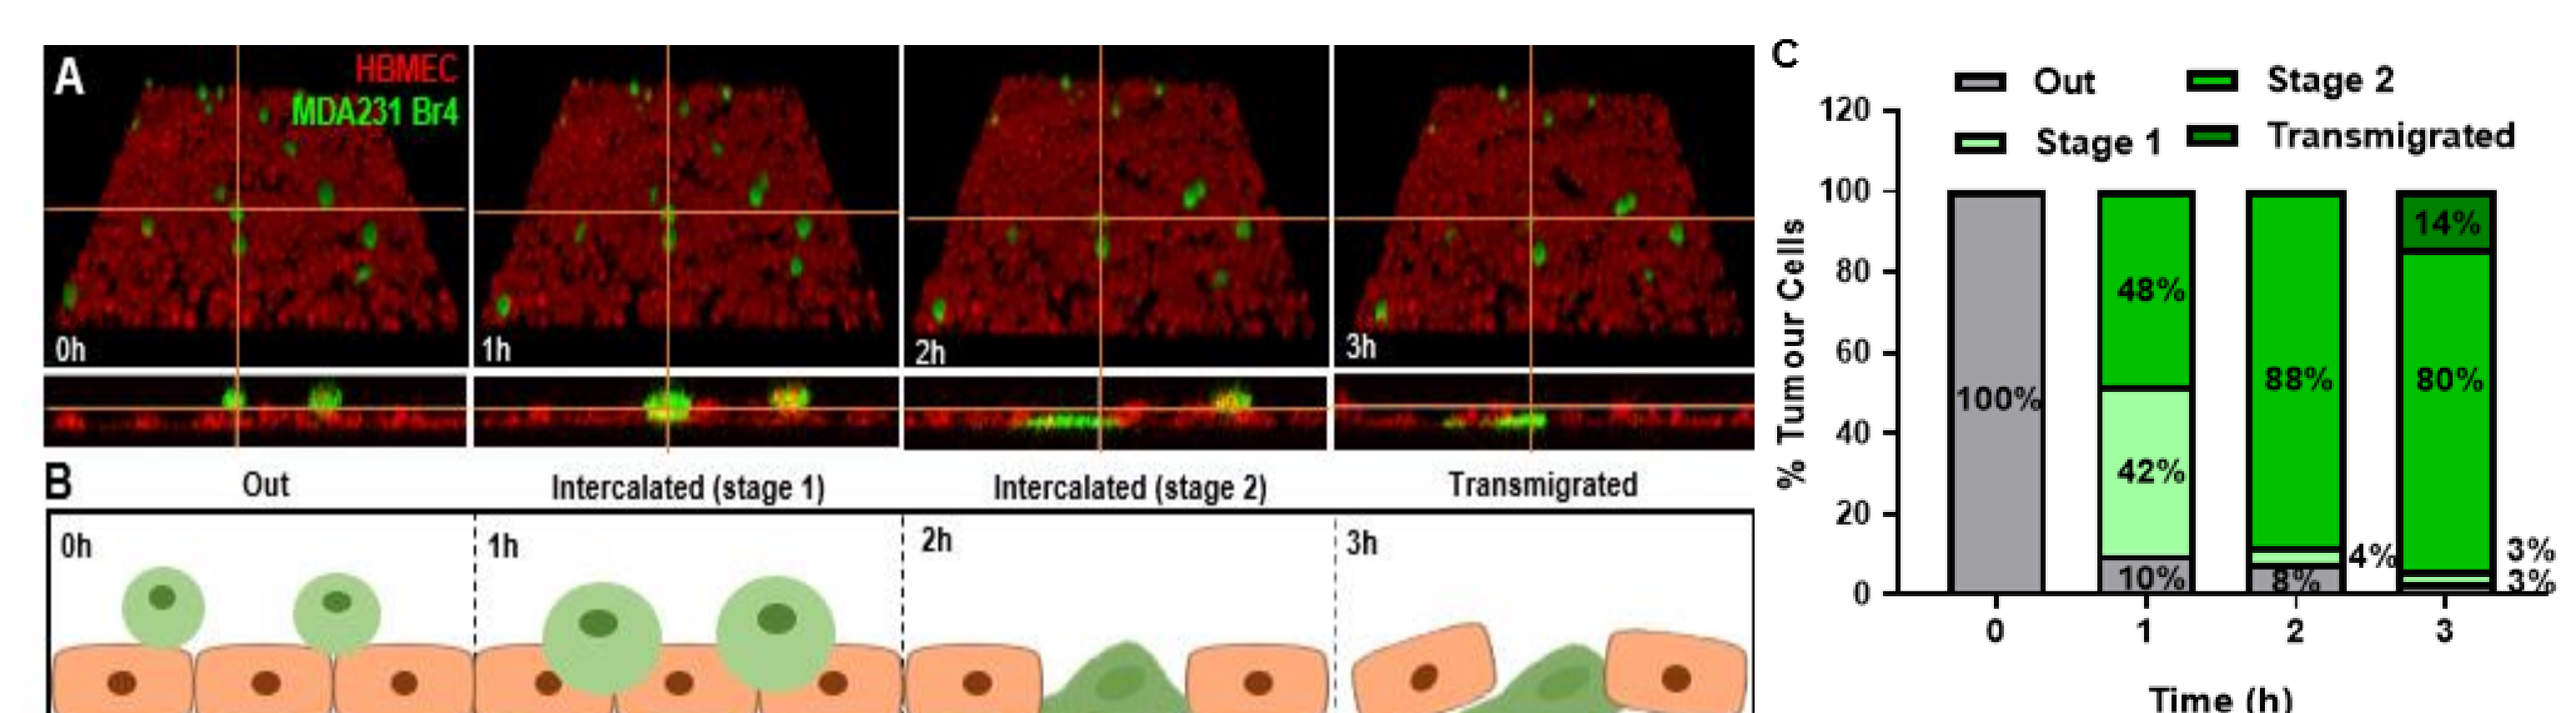 A
HBMEC
MDA231 Br4
0h
1h
2h
3h
B
Out
Intercalated (stage 1)
Intercalated (stage 2)
Transmigrated
0h
1h
2h
3h
C
Out
Stage 2
Stage 1
Transmigrated
% Tumour Cells
120
100
80
60
40
20
0
100%
48%
42%
10%
88%
4%
8%
14%
80%
3%
3%
0
1
2
3
Time (h)